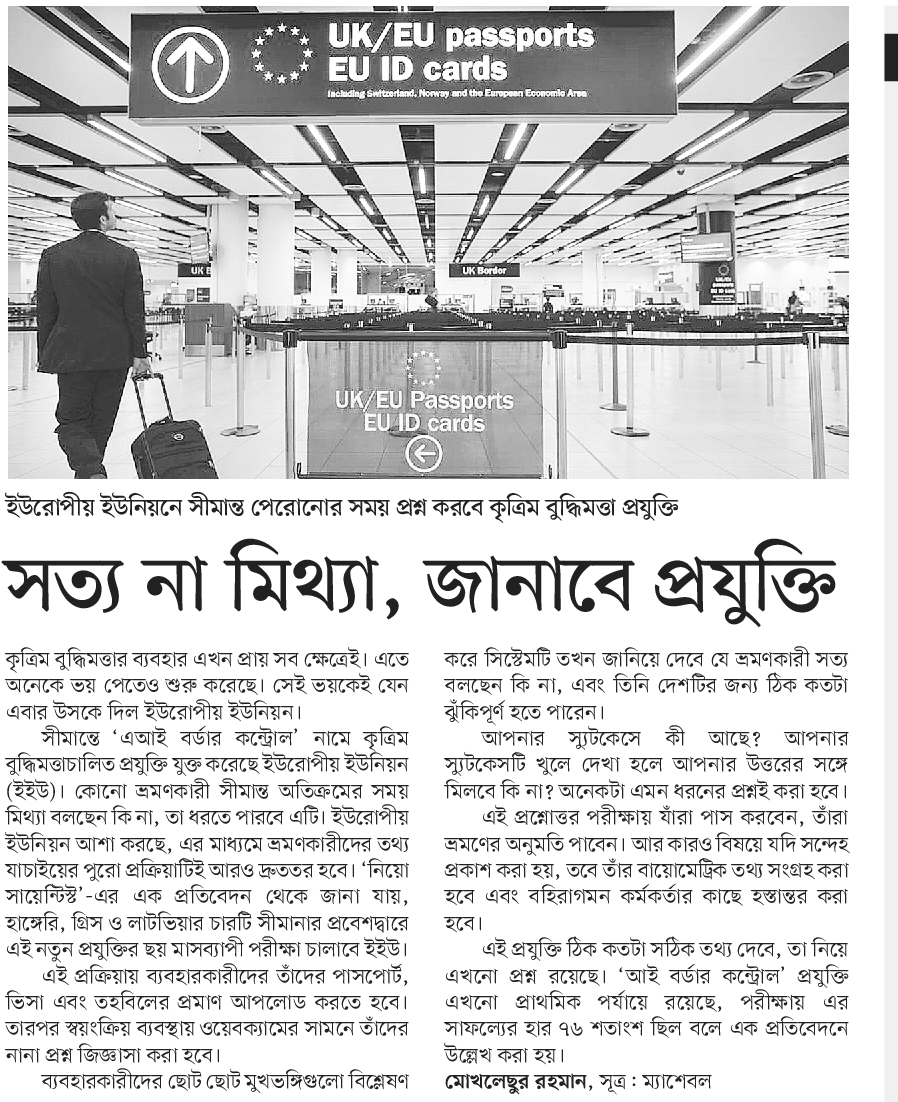 UK/EU passports
EU ID cards
Including Switzerland, Norway and the European Economic Area
UK Border
UK/EU Passports
EU ID cards
ইউরোপীয় ইউনিয়নে সীমান্ত পেরোনোর সময় প্রশ্ন করবে কৃত্রিম বুদ্ধিমত্তা প্রযুক্তি
সত্য না মিথ্যা, জানাবে প্রযুক্তি
কৃত্রিম বুদ্ধিমত্তার ব্যবহার এখন প্রায় সব ক্ষেত্রেই। এতে
অনেকে ভয় পেতেও শুরু করেছে। সেই ভয়কেই যেন
এবার উসকে দিল ইউরোপীয় ইউনিয়ন।
সীমান্তে ‘এআই বর্ডার কন্ট্রোল’ নামে কৃত্রিম
বুদ্ধিমত্তাচালিত প্রযুক্তি যুক্ত করেছে ইউরোপীয় ইউনিয়ন
(ইইউ)। কোনো ভ্রমণকারী সীমান্ত অতিক্রমের সময়
মিথ্যা বলছেন কি না, তা ধরতে পারবে এটি। ইউরোপীয়
ইউনিয়ন আশা করছে, এর মাধ্যমে ভ্রমণকারীদের তথ্য
যাচাইয়ের পুরো প্রক্রিয়াটিই আরও দ্রুততর হবে। ‘নিয়ো
সায়েন্টিস্ট’-এর এক প্রতিবেদন থেকে জানা যায়,
হাঙ্গেরি, গ্রিস ও লাটভিয়ার চারটি সীমানার প্রবেশদ্বারে
এই নতুন প্রযুক্তির ছয় মাসব্যাপী পরীক্ষা চালাবে ইইউ।
এই প্রক্রিয়ায় ব্যবহারকারীদের তাঁদের পাসপোর্ট,
ভিসা এবং তহবিলের প্রমাণ আপলোড করতে হবে।
তারপর স্বয়ংক্রিয় ব্যবস্থায় ওয়েবক্যামের সামনে তাঁদের
নানা প্রশ্ন জিজ্ঞাসা করা হবে।
ব্যবহারকারীদের ছোট ছোট মুখভঙ্গিগুলো বিশ্লেষণ
করে সিস্টেমটি তখন জানিয়ে দেবে যে ভ্রমণকারী সত্য
বলছেন কি না, এবং তিনি দেশটির জন্য ঠিক কতটা
ঝুঁকিপূর্ণ হতে পারেন।
আপনার স্যুটকেসে কী আছে? আপনার
স্যুটকেসটি খুলে দেখা হলে আপনার উত্তরের সঙ্গে
মিলবে কি না? অনেকটা এমন ধরনের প্রশ্নই করা হবে।
এই প্রশ্নোত্তর পরীক্ষায় যাঁরা পাস করবেন, তাঁরা
ভ্রমণের অনুমতি পাবেন। আর কারও বিষয়ে যদি সন্দেহ
প্রকাশ করা হয়, তবে তাঁর বায়োমেট্রিক তথ্য সংগ্রহ করা
হবে এবং বহিরাগমন কর্মকর্তার কাছে হস্তান্তর করা
হবে।
এই প্রযুক্তি ঠিক কতটা সঠিক তথ্য দেবে, তা নিয়ে
এখনো প্রশ্ন রয়েছে। ‘আই বর্ডার কন্ট্রোল’ প্রযুক্তি
এখনো প্রাথমিক পর্যায়ে রয়েছে, পরীক্ষায় এর
সাফল্যের হার ৭৬ শতাংশ ছিল বলে এক প্রতিবেদনে
উল্লেখ করা হয়।
মোখলেছুর রহমান, সূত্র : ম্যাশেবল